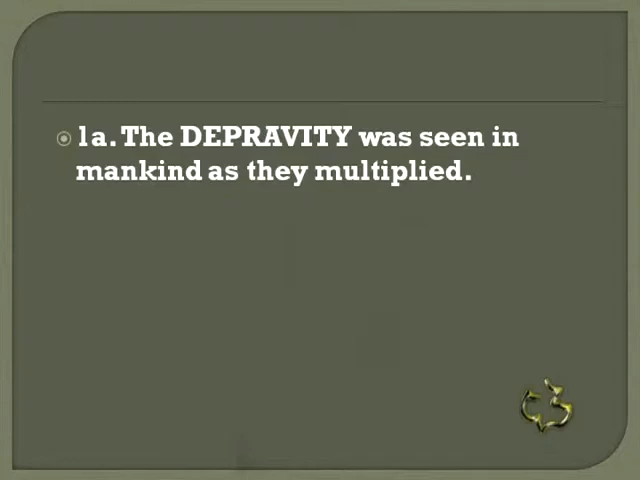 1a. The DEPRAVITY was seen in
mankind as they multiplied.